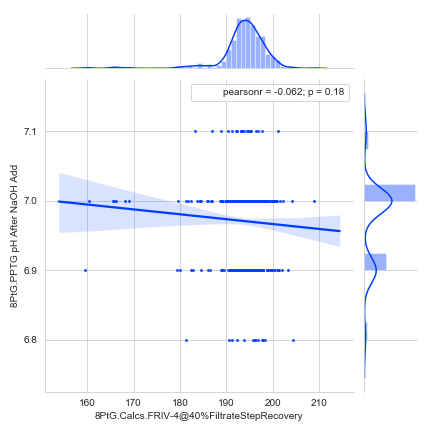 pearsonr = -0.062; p = 0.18
7.1
7.0
6.9
6.8
8PtG.PPTG pH After NaOH Add
160 170 180 190 200 210
8PtG.Calcs.FRIV-4@40%FiltrateStepRecovery